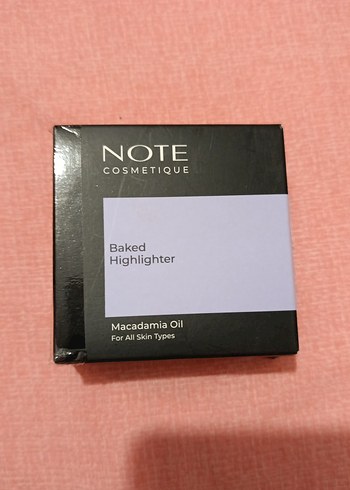 NOTE
COSMETIQUE
Baked
Highlighter
Macadamia Oil
For All Skin Types